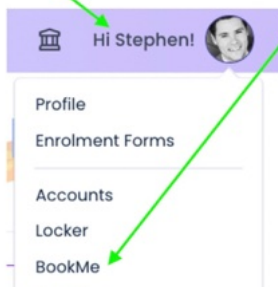 Hi Stephen!
Profile
Enrolment Forms
Accounts
Locker
BookMe